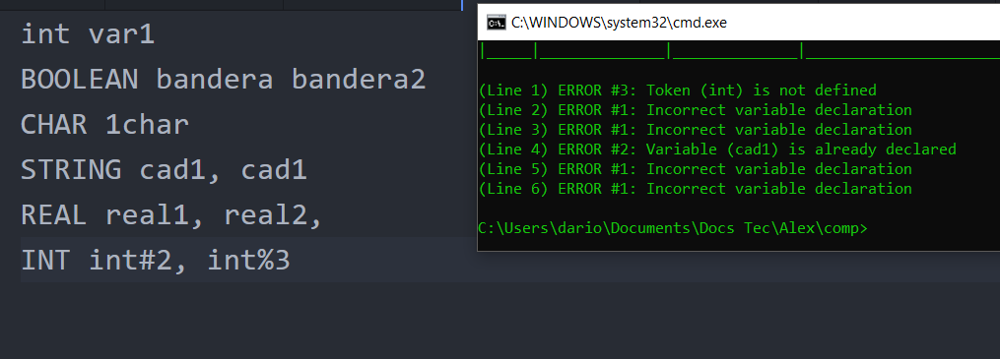 int var1
BOOLEAN bandera bandera2
CHAR 1char
STRING cad1, cad1
REAL real1, real2,
INT int#2, int%3
C:\WINDOWS\system32\cmd.exe
|_____|______________|______________|______________________
(Line 1) ERROR #3: Token (int) is not defined
(Line 2) ERROR #1: Incorrect variable declaration
(Line 3) ERROR #1: Incorrect variable declaration
(Line 4) ERROR #2: Variable (cad1) is already declared
(Line 5) ERROR #1: Incorrect variable declaration
(Line 6) ERROR #1: Incorrect variable declaration
C:\Users\dario\Documents\Docs Tec\Alex\comp>